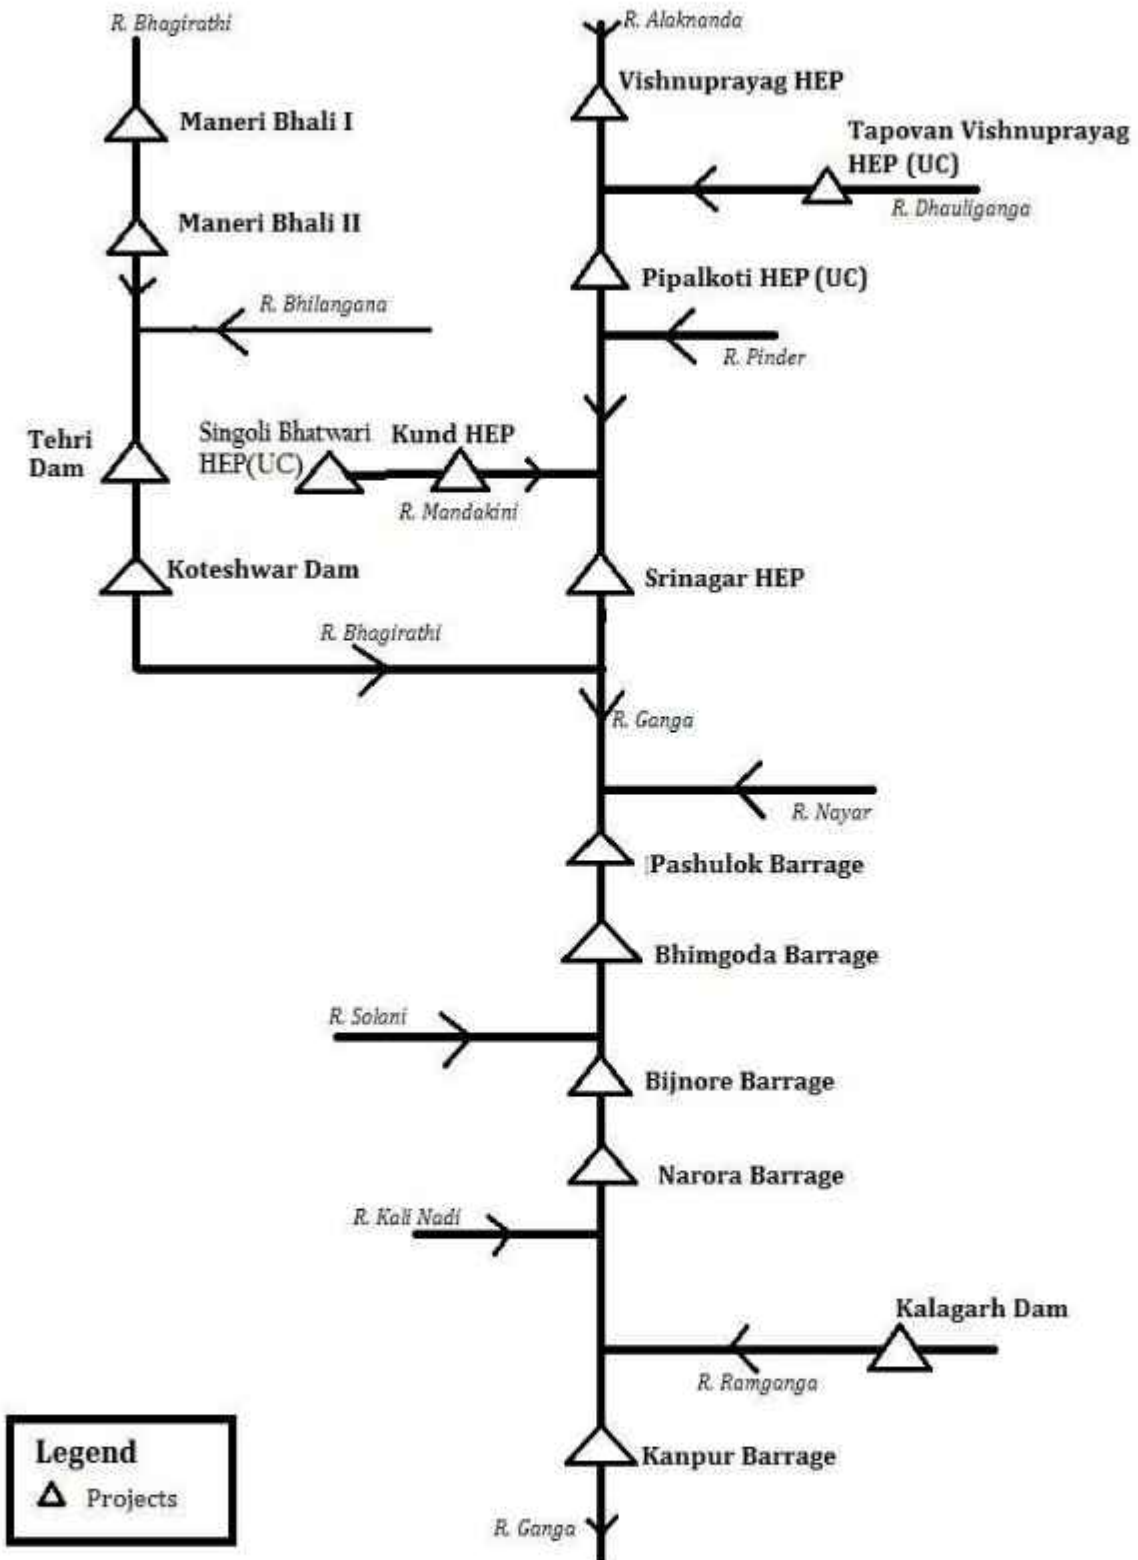 R. Bhagirathi
R. Alaknanda
Vishnuprayag HEP
Maneri Bhali I
Tapovan Vishnuprayag
HEP (UC)
R. Dhauliganga
Maneri Bhali II
Pipalkoti HEP (UC)
R. Bhilangana
R. Pinder
Tehri
Dam
Singoli Bhatwari
HEP(UC)
Kund HEP
R. Mandakini
Koteshwar Dam
Srinagar HEP
R. Bhagirathi
R. Ganga
R. Nayar
Pashulok Barrage
Bhimgoda Barrage
R. Solani
Bijnore Barrage
Narora Barrage
R. Kali Nadi
Kalagarh Dam
R. Ramganga
Kanpur Barrage
Legend
Projects
R. Ganga